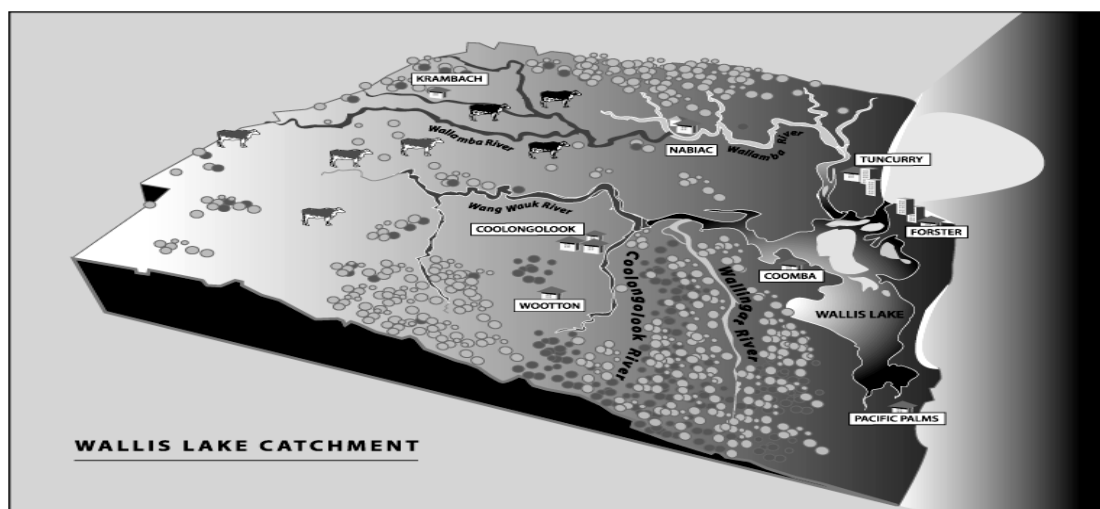 KRAMBACH
Wallamba River
NABIAC
Wallamba River
TUNCURRY
Wang Wauk River
COOLONGOLOOK
FORSTER
COOMBA
WOOTTON
Coolongolook River
Wallingat River
WALLIS LAKE
PACIFIC PALMS
WALLIS LAKE CATCHMENT